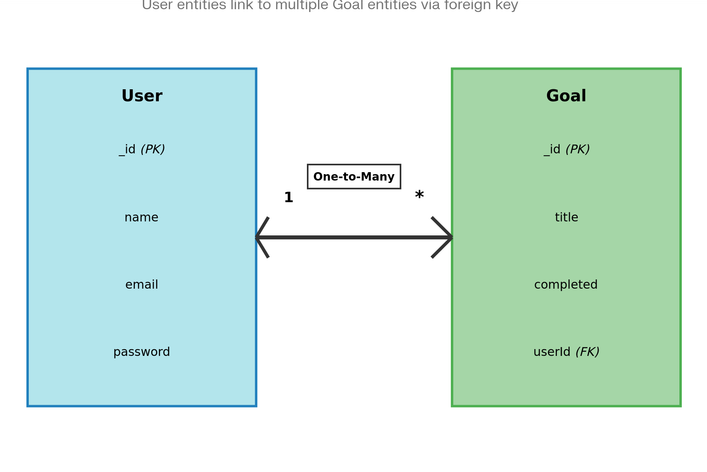 User entities link to multiple Goal entities via foreign key
User
_id (PK)
name
email
password
One-to-Many
1
*
Goal
_id (PK)
title
completed
userId (FK)